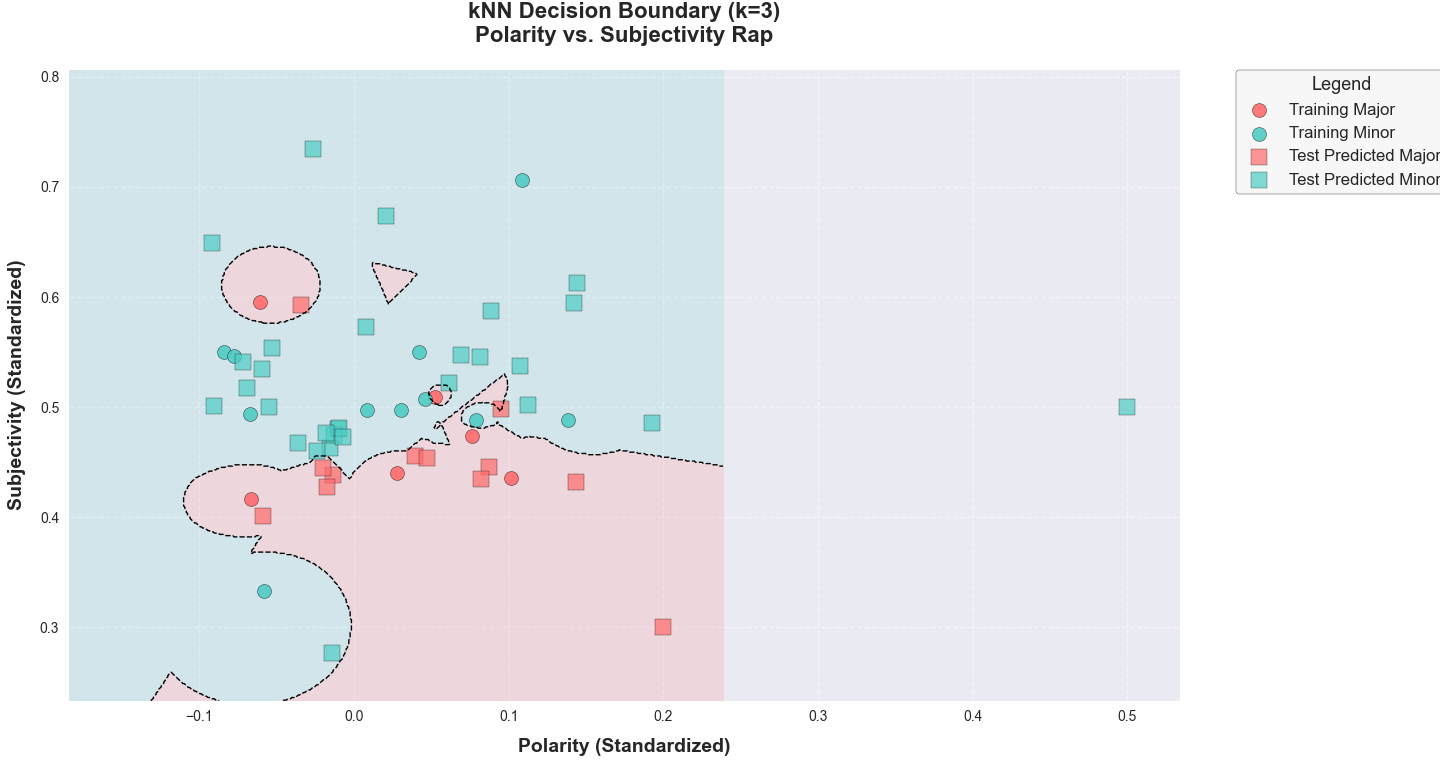 kNN Decision Boundary (k=3)
Polarity vs. Subjectivity Rap
Legend
Training Major
Training Minor
Test Predicted Major
Test Predicted Minor
Subjectivity (Standardized)
0.8
0.7
0.6
0.5
0.4
0.3
−0.1
0.0
0.1
0.2
0.3
0.4
0.5
Polarity (Standardized)